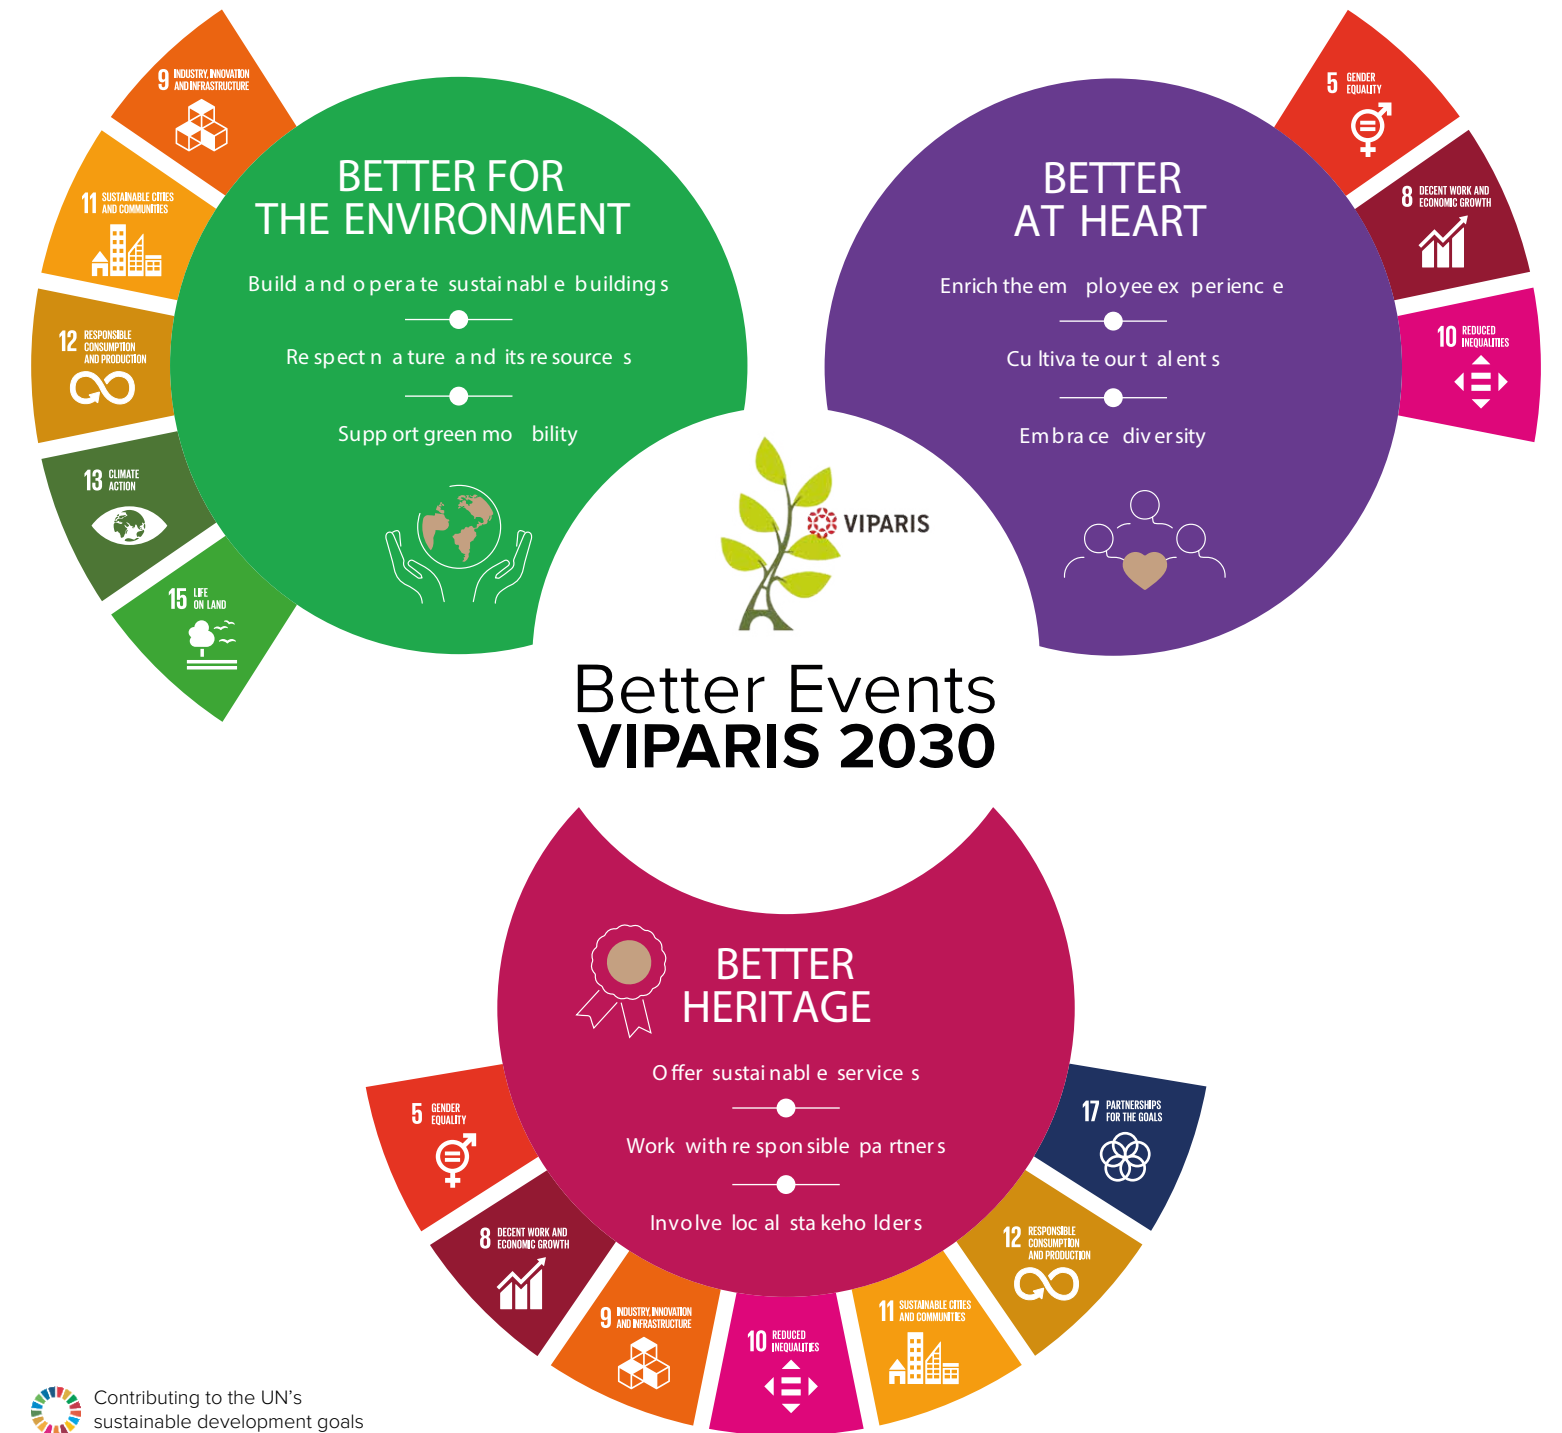 9 INDUSTRY, INNOVATION
AND INFRASTRUCTURE
11 SUSTAINABLE CITIES
AND COMMUNITIES
12 RESPONSIBLE
CONSUMPTION
AND PRODUCTION
13 CLIMATE
ACTION
15 LIFE
ON LAND
BETTER FOR
THE ENVIRONMENT
Build and operate sustainable buildings
Respect nature and its resources
Support green mobility
BETTER
AT HEART
Enrich the employee experience
Cultivate our talents
Embrace diversity
5 GENDER
EQUALITY
8 DECENT WORK AND
ECONOMIC GROWTH
10 REDUCED
INEQUALITIES
VIPARIS
Better Events
VIPARIS 2030
BETTER
HERITAGE
Offer sustainable services
Work with responsible partners
Involve local stakeholders
5 GENDER
EQUALITY
8 DECENT WORK AND
ECONOMIC GROWTH
9 INDUSTRY, INNOVATION
AND INFRASTRUCTURE
10 REDUCED
INEQUALITIES
11 SUSTAINABLE CITIES
AND COMMUNITIES
12 RESPONSIBLE
CONSUMPTION
AND PRODUCTION
17 PARTNERSHIPS
FOR THE GOALS
Contributing to the UN's
sustainable development goals